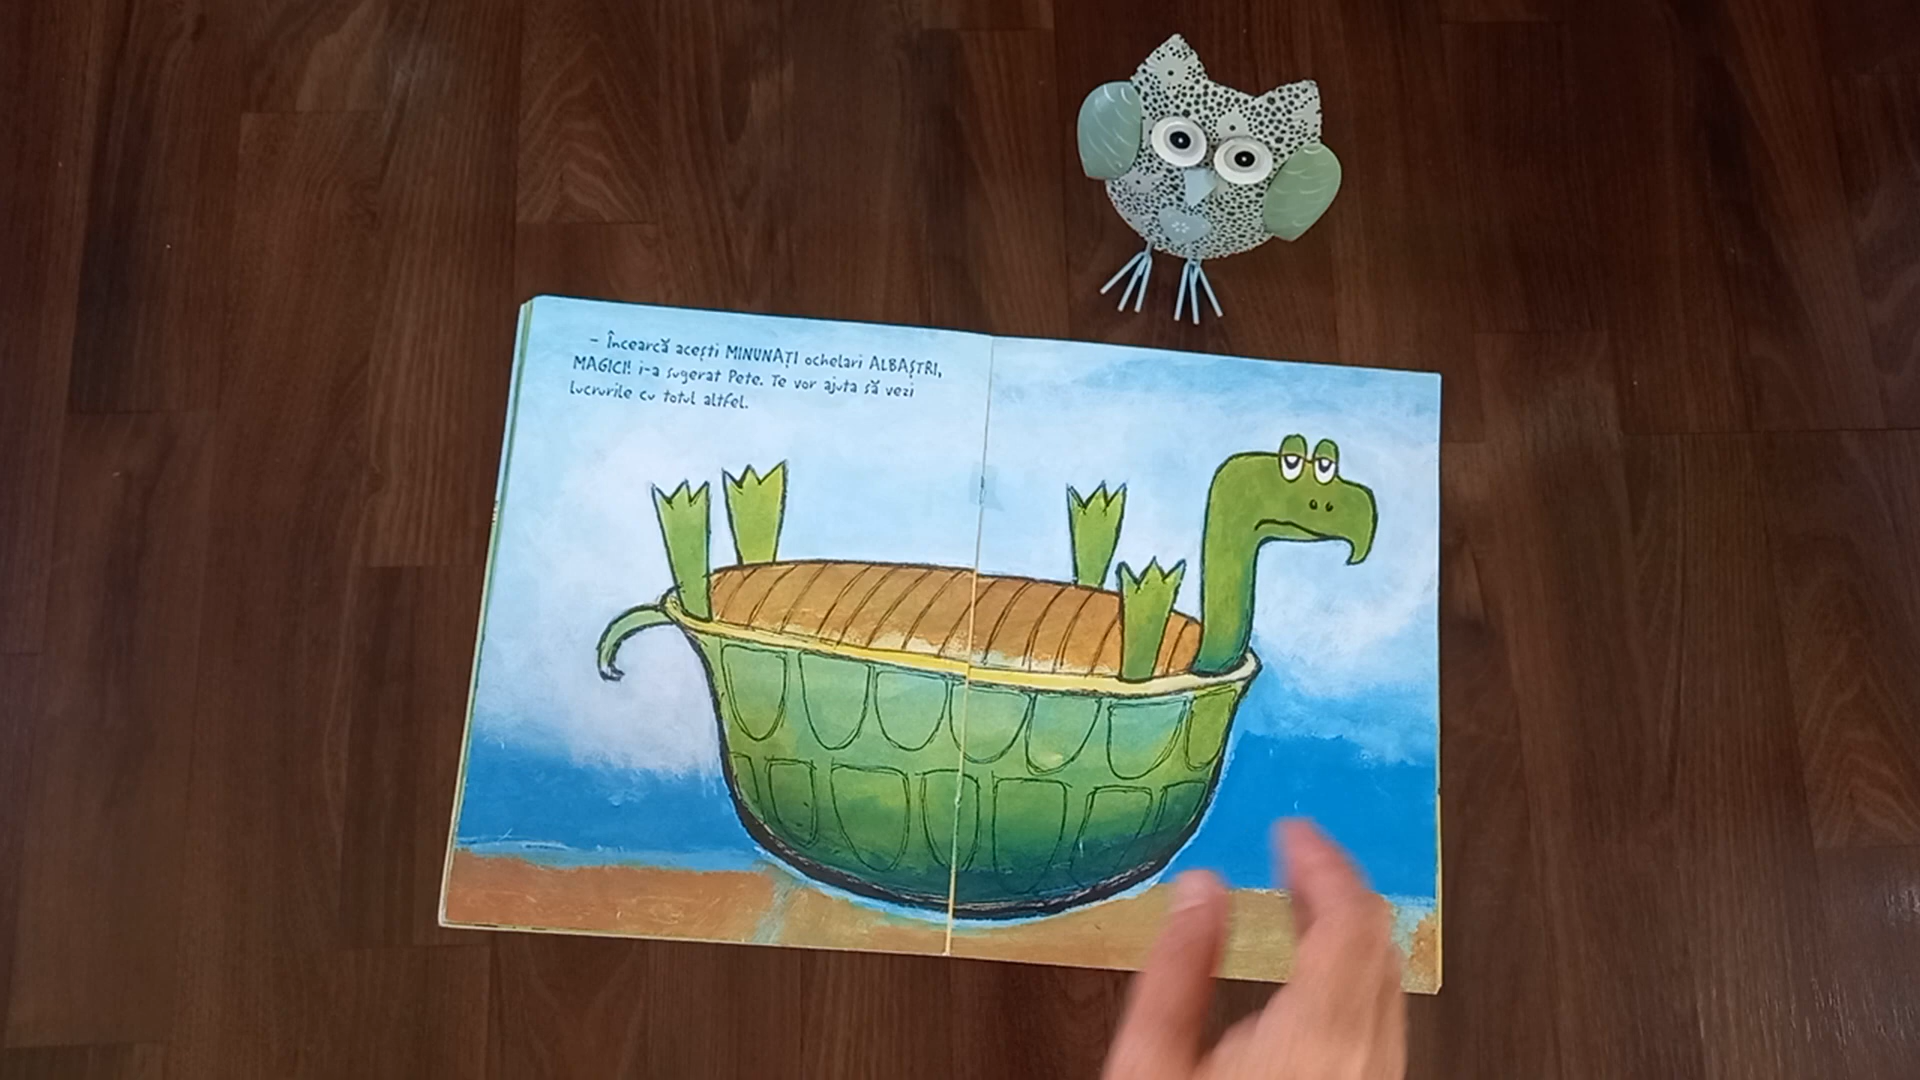 – Încearcă acești MINUNAȚI ochelari ALBAȘTRI,
MAGICI! i-a sugerat Pete. Te vor ajuta să vezi
lucrurile cu totul altfel.